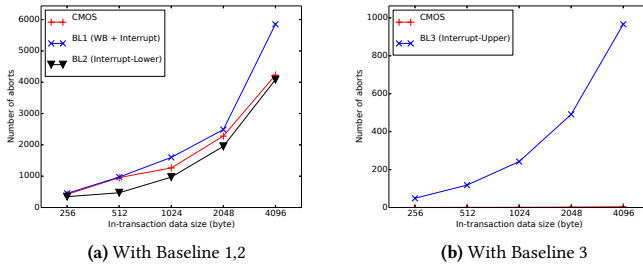 CMOS
BL1 (WB + Interrupt)
BL2 (Interrupt-Lower)
Number of aborts
6000
5000
4000
3000
2000
1000
0
256 512 1024 2048 4096
In-transaction data size (byte)
(a) With Baseline 1,2
CMOS
BL3 (Interrupt-Upper)
Number of aborts
1000
800
600
400
200
0
256 512 1024 2048 4096
In-transaction data size (byte)
(b) With Baseline 3